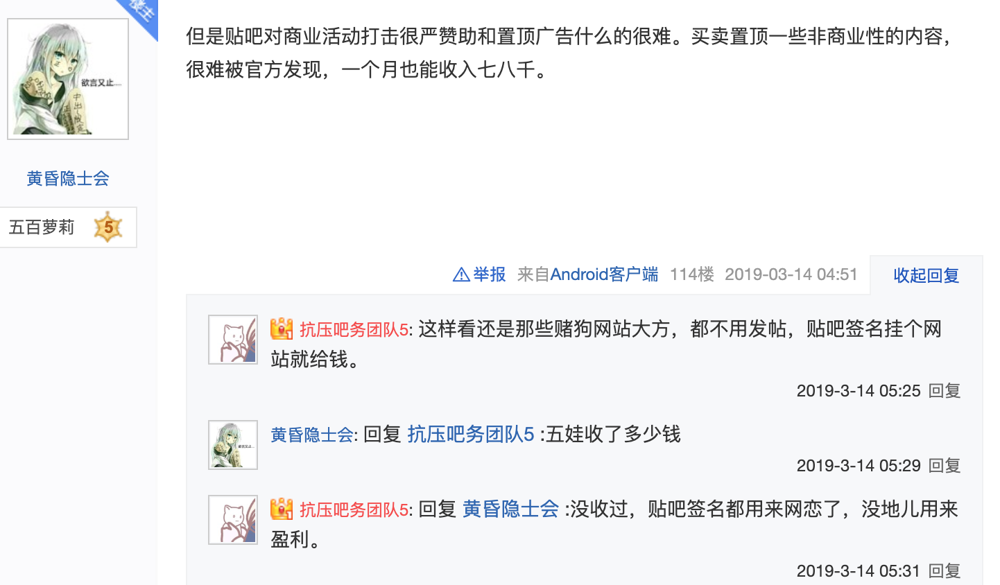 楼主
但是贴吧对商业活动打击很严赞助和置顶广告什么的很难。买卖置顶一些非商业性的内容，
很难被官方发现，一个月也能收入七八千。
欲言又止....
黄昏隐士会
五百萝莉 5
举报 来自Android客户端 114楼 2019-03-14 04:51 收起回复
抗压吧务团队5: 这样看还是那些赌狗网站大方，都不用发帖，贴吧签名挂个网
站就给钱。
2019-3-14 05:25 回复
黄昏隐士会: 回复 抗压吧务团队5 :五娃收了多少钱
2019-3-14 05:29 回复
抗压吧务团队5: 回复 黄昏隐士会 :没收过，贴吧签名都用来网恋了，没地儿用来
盈利。
2019-3-14 05:31 回复